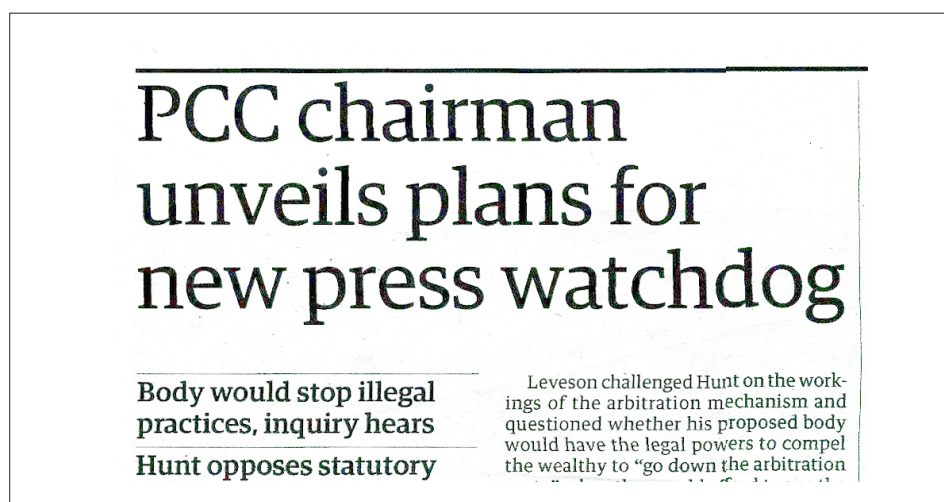 PCC chairman
unveils plans for
new press watchdog
Body would stop illegal
practices, inquiry hears
Hunt opposes statutory
Leveson challenged Hunt on the work-
ings of the arbitration mechanism and
questioned whether his proposed body
would have the legal powers to compel
the wealthy to “go down the arbitration